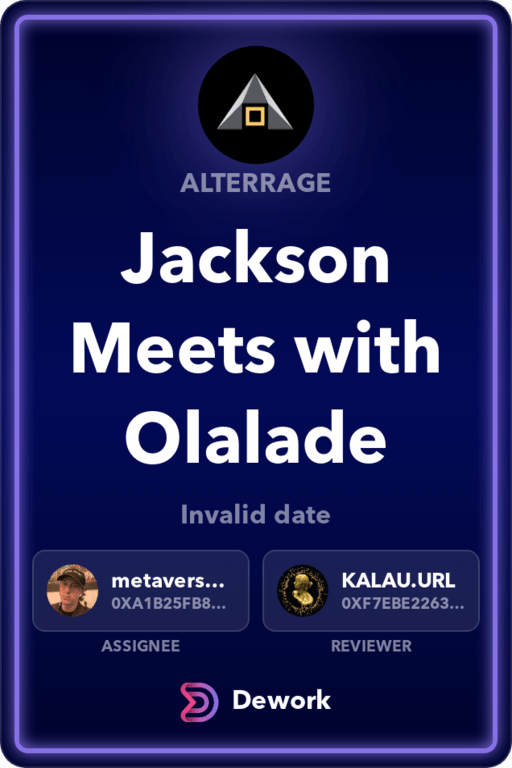 ALTERRAGE
Jackson
Meets with
Olalade
Invalid date
metavers...
0XA1B25FB8...
ASSIGNEE
KALAU.URL
0XF7EBE2263...
REVIEWER
Dework